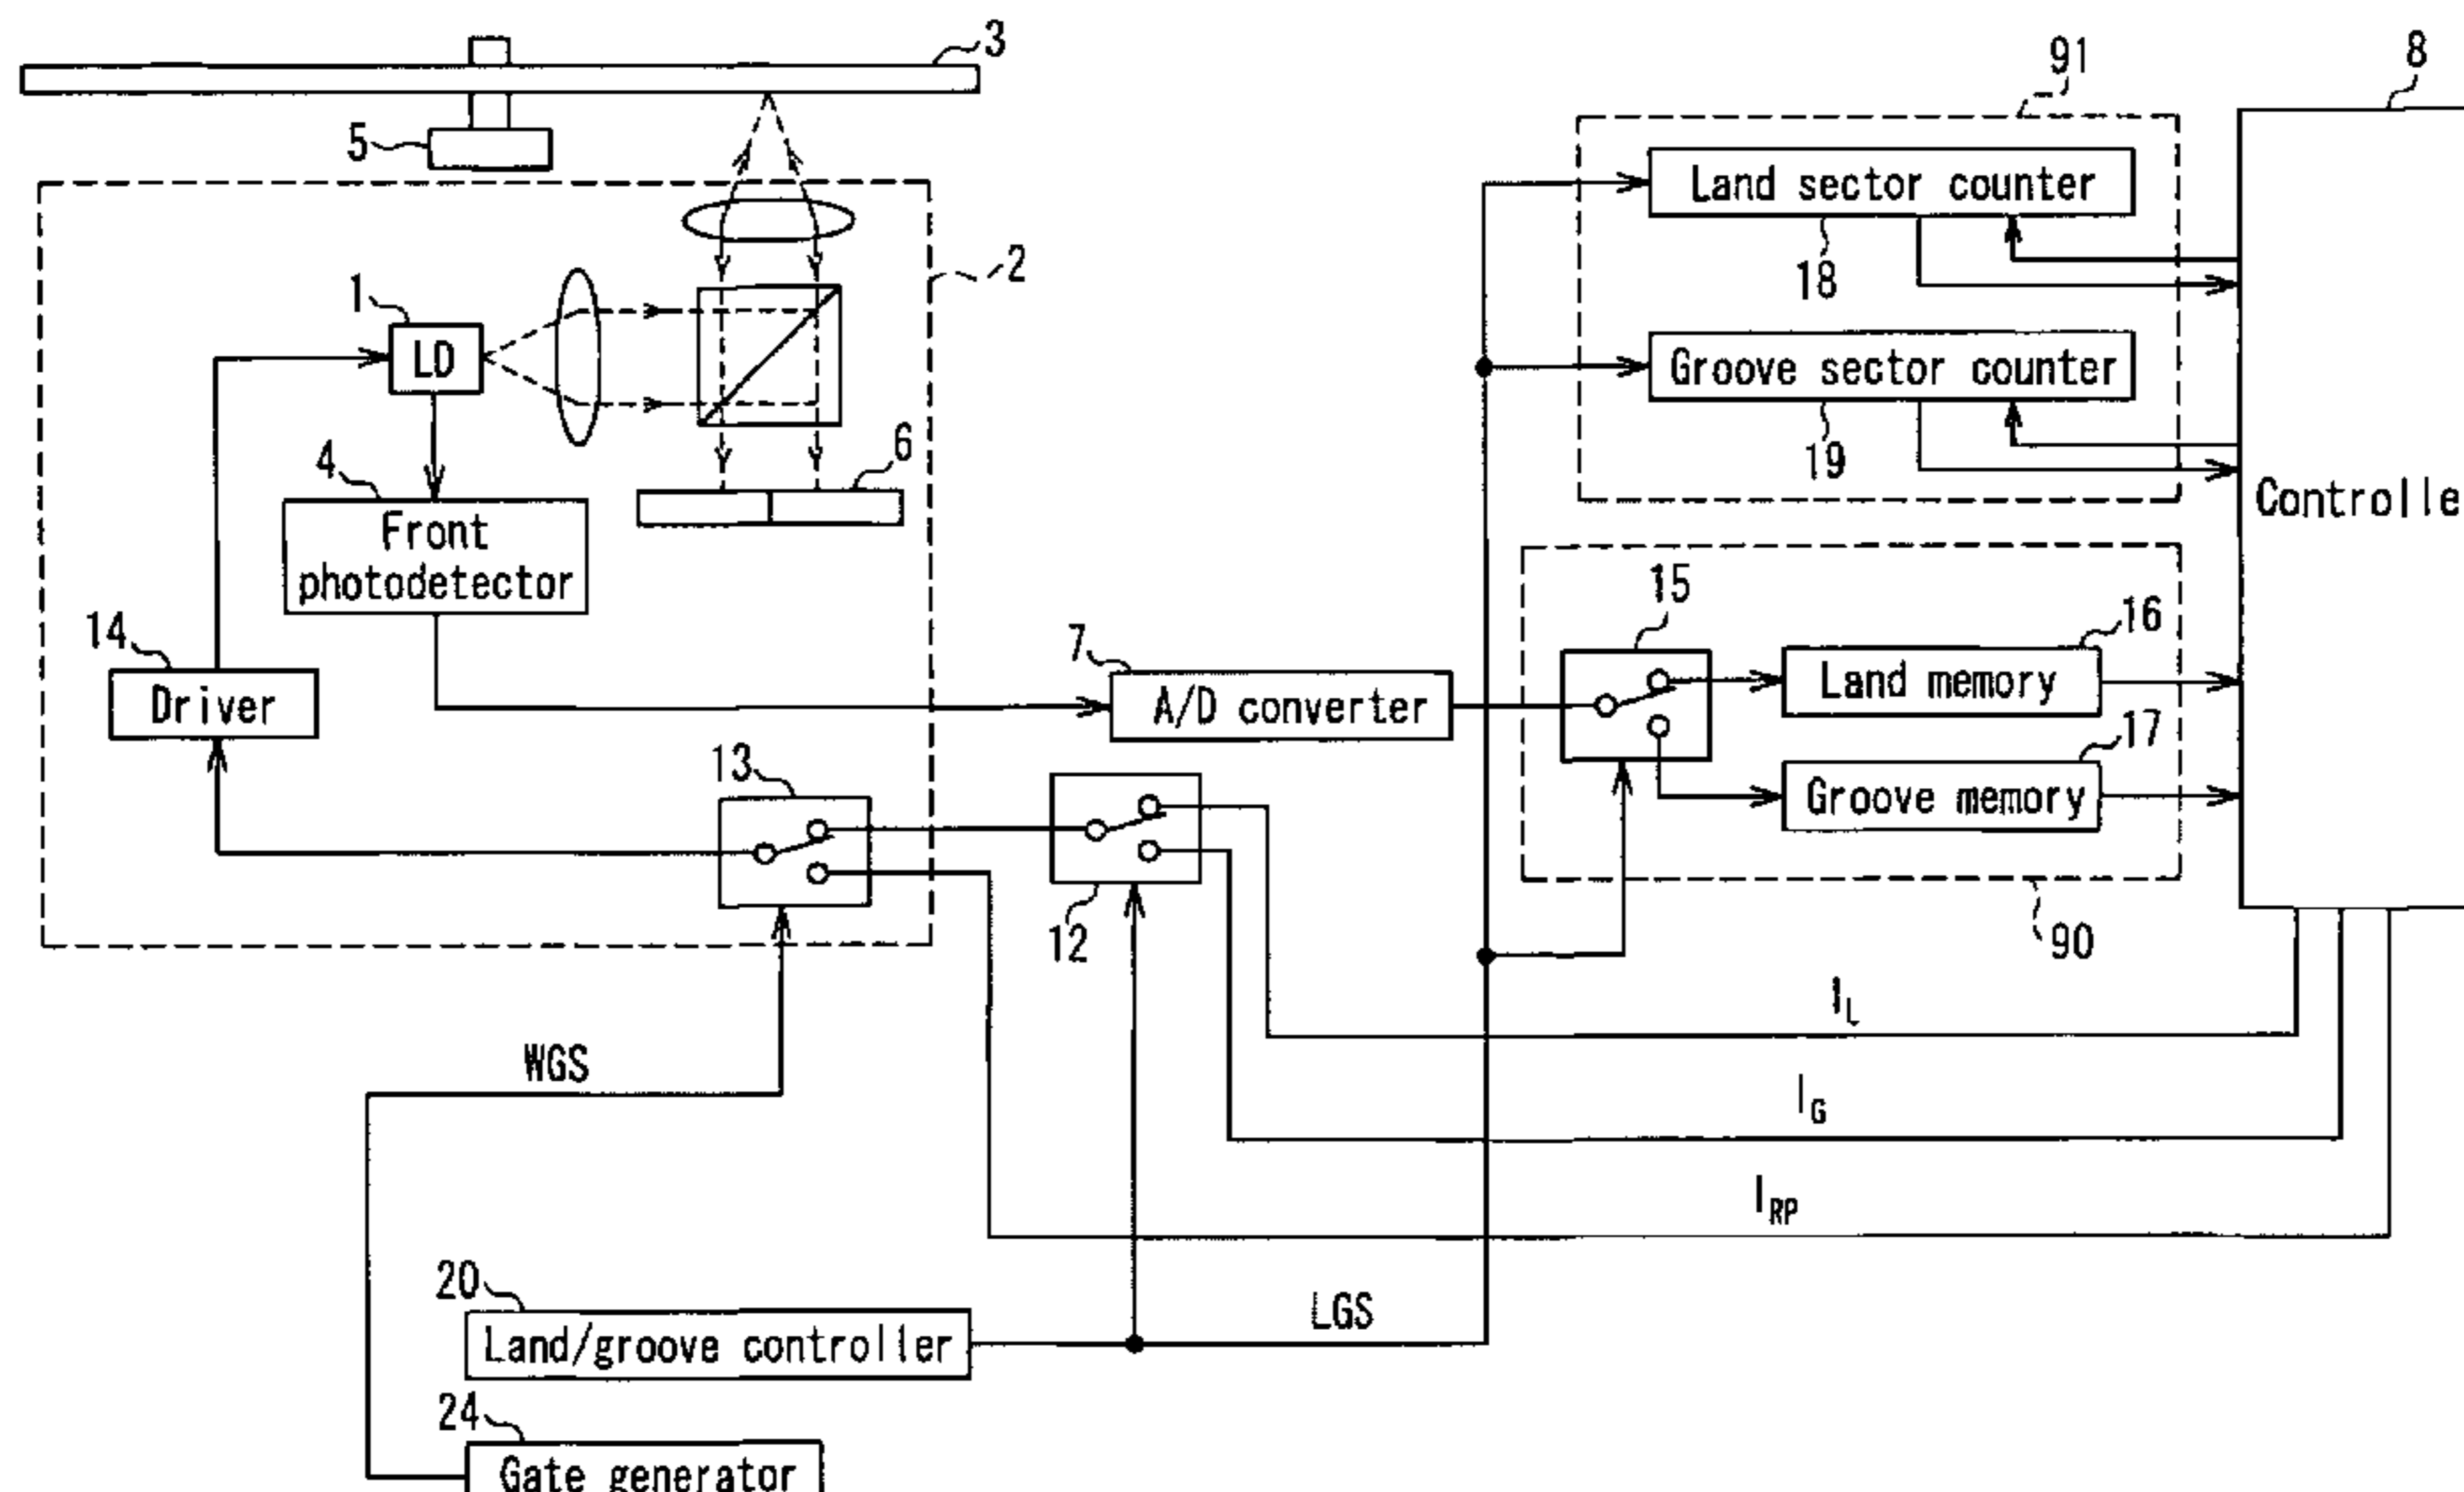 3
91
8
5
Land sector counter
2
18
1
LD
Groove sector counter
6
4
19
Controlle
Front
photodetector
15
14
16
7
Land memory
Driver
A/D converter
17
13
Groove memory
12
90
IL
WGS
IG
IRP
20
LGS
Land/groove controller
24
Gate generator